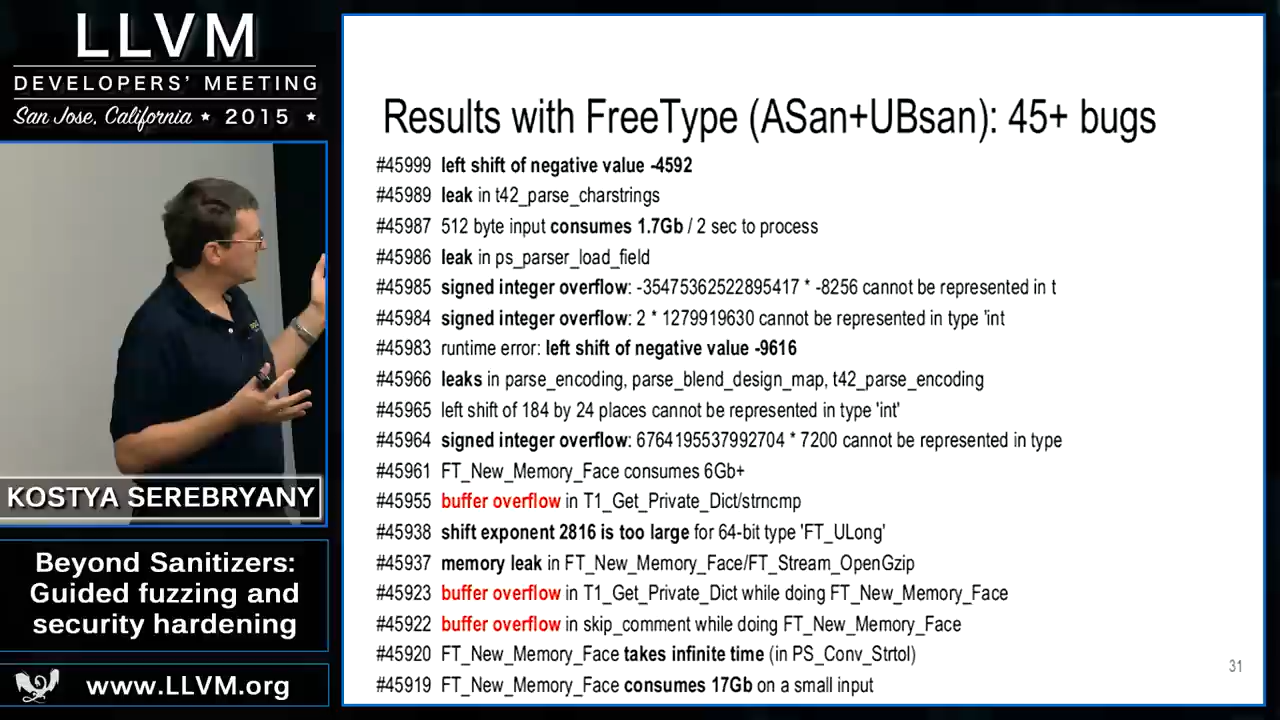 LLVM
DEVELOPERS' MEETING
San Jose, California ★ 2015 ★
KOSTYA SEREBRYANY
Beyond Sanitizers:
Guided fuzzing and
security hardening
www.LLVM.org
Results with FreeType (ASan+UBsan): 45+ bugs
#45999 left shift of negative value -4592
#45989 leak in t42_parse_charstrings
#45987 512 byte input consumes 1.7Gb / 2 sec to process
#45986 leak in ps_parser_load_field
#45985 signed integer overflow: -35475362522895417 * -8256 cannot be represented in t
#45984 signed integer overflow: 2 * 1279919630 cannot be represented in type 'int
#45983 runtime error: left shift of negative value -9616
#45966 leaks in parse_encoding, parse_blend_design_map, t42_parse_encoding
#45965 left shift of 184 by 24 places cannot be represented in type 'int'
#45964 signed integer overflow: 6764195537992704 * 7200 cannot be represented in type
#45961 FT_New_Memory_Face consumes 6Gb+
#45955 buffer overflow in T1_Get_Private_Dict/strncmp
#45938 shift exponent 2816 is too large for 64-bit type 'FT_ULong'
#45937 memory leak in FT_New_Memory_Face/FT_Stream_OpenGzip
#45923 buffer overflow in T1_Get_Private_Dict while doing FT_New_Memory_Face
#45922 buffer overflow in skip_comment while doing FT_New_Memory_Face
#45920 FT_New_Memory_Face takes infinite time (in PS_Conv_Strtol)
#45919 FT_New_Memory_Face consumes 17Gb on a small input
31